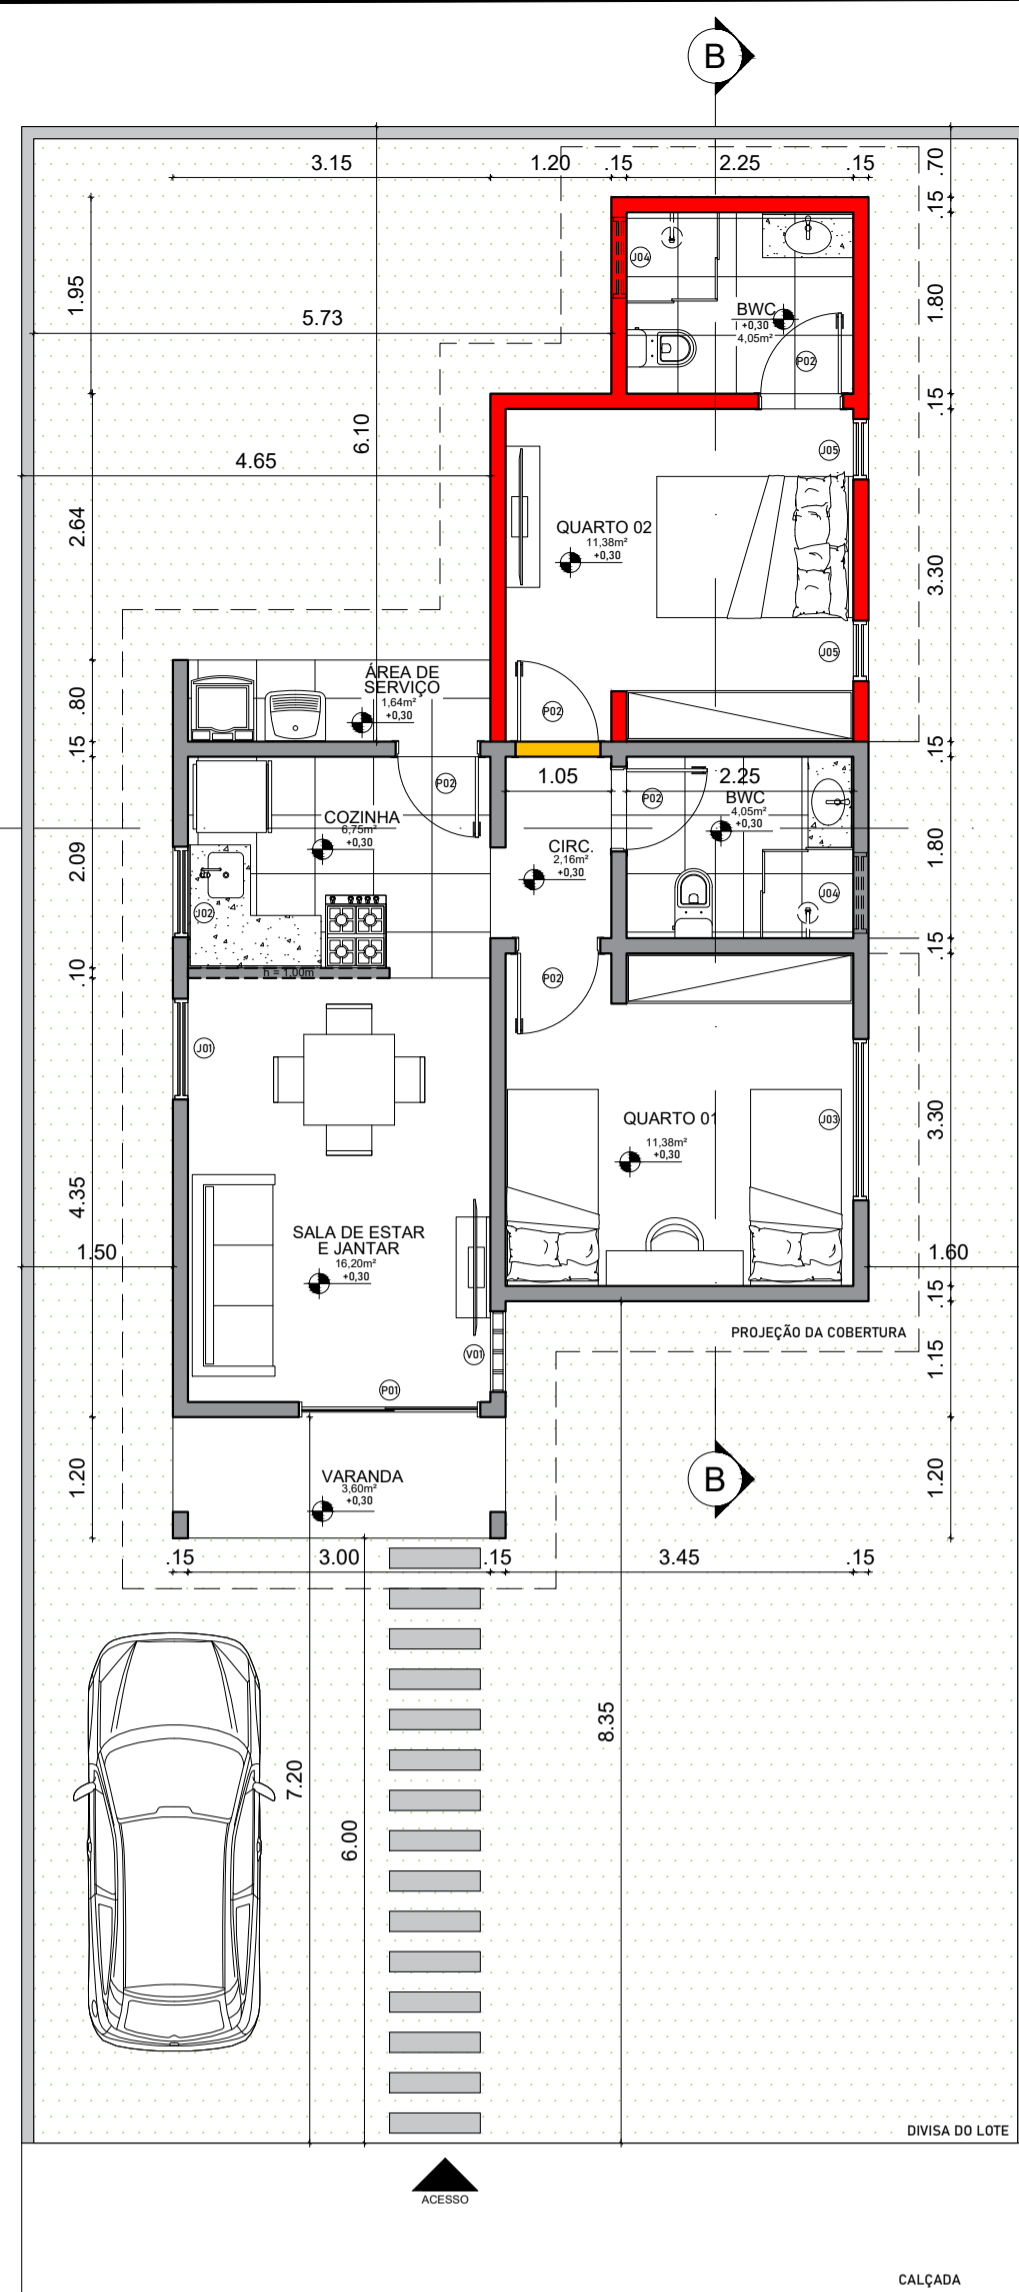 B
3.15
1.20
.15
2.25
.15
.70
.15
J04
1.95
BWC
+0,30
4,05m²
1.80
5.73
P02
.15
6.10
4.65
J05
2.64
QUARTO 02
11,38m²
+0,30
3.30
J05
ÁREA DE
SERVIÇO
1,64m²
+0,30
.80
P02
.15
.15
1.05
2.25
P02
P02
BWC
4,05m²
+0,30
COZINHA
6,75m²
+0,30
CIRC.
2,16m²
+0,30
2.09
1.80
J02
J04
.15
.10
h = 1,00m
P02
J01
QUARTO 01
11,38m²
+0,30
J03
3.30
4.35
SALA DE ESTAR
E JANTAR
16,20m²
+0,30
1.50
1.60
.15
PROJEÇÃO DA COBERTURA
V01
1.15
P01
VARANDA
3,60m²
+0,30
B
1.20
1.20
.15
3.00
.15
3.45
.15
8.35
7.20
6.00
DIVISA DO LOTE
ACESSO
CALÇADA